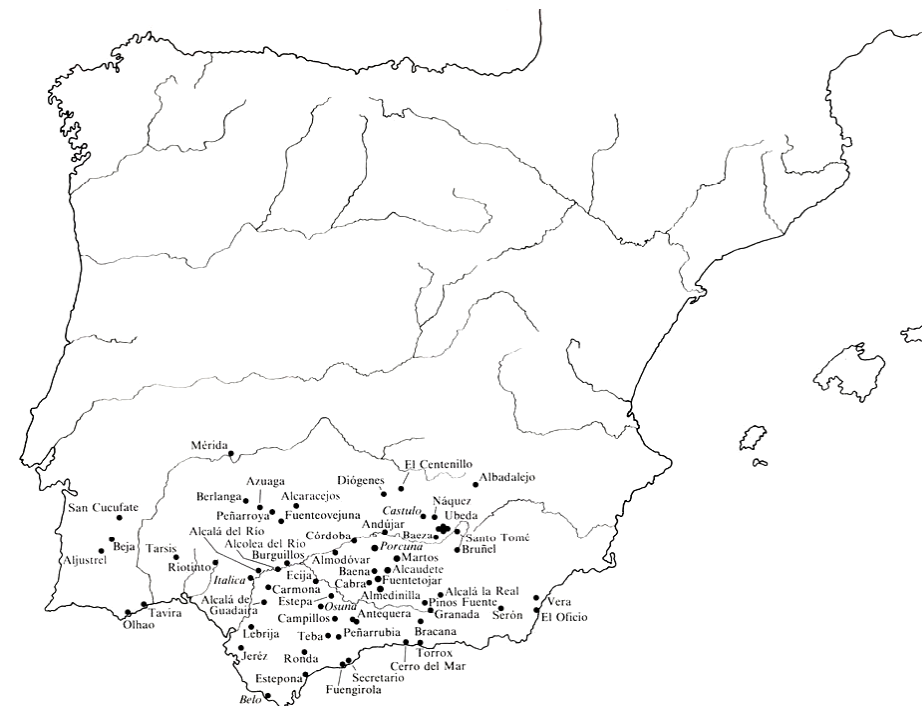 Mérida
El Centenillo
Diógenes
Albadalejo
Azuaga
Berlanga
Alcaracejos
Náquez
San Cucufate
Peñarroya
Fuenteovejuna
Castulo
Ubeda
Alcalá del Río
Andújar
Alcolea del Río
Córdoba
Baeza
Santo Tomé
Beja
Tarsis
Burguillos
Porcuna
Bruñel
Aljustrel
Riotinto
Almodóvar
Martos
Italica
Ecija
Baena
Alcaudete
Carmona
Cabra
Fuentetojar
Alcalá de
Guadaira
Estepa
Almedinilla
Alcalá la Real
Osuna
Pinos Fuente
Vera
Tavira
Campillos
Antequera
Granada
Serón
El Oficio
Olhao
Lebrija
Teba
Peñarrubia
Bracana
Jeréz
Ronda
Torrox
Cerro del Mar
Estepona
Secretario
Fuengirola
Belo